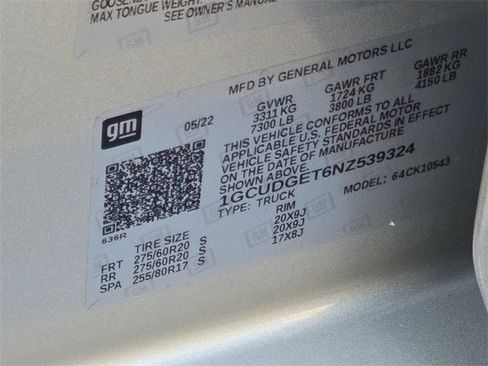 GOOSEN
MAX TONGUE WEIGHT
SEE OWNER'S MANUAL
gm
05/22
MFD BY GENERAL MOTORS LLC
GVWR GAWR FRT GAWR RR
3311 KG 1724 KG 1882 KG
7300 LB 3800 LB 4150 LB
THIS VEHICLE CONFORMS TO ALL
APPLICABLE U.S. FEDERAL MOTOR
VEHICLE SAFETY STANDARDS IN EFFECT
ON THE DATE OF MANUFACTURE
SHOWN ABOVE.
1GCUDGET6NZ539324
TYPE: TRUCK MODEL: 64CK10543
636R
TIRE SIZE RIM
FRT 275/60R20 S 20X9J
RR 275/60R20 S 20X9J
SPA 255/80R17 S 17X8J